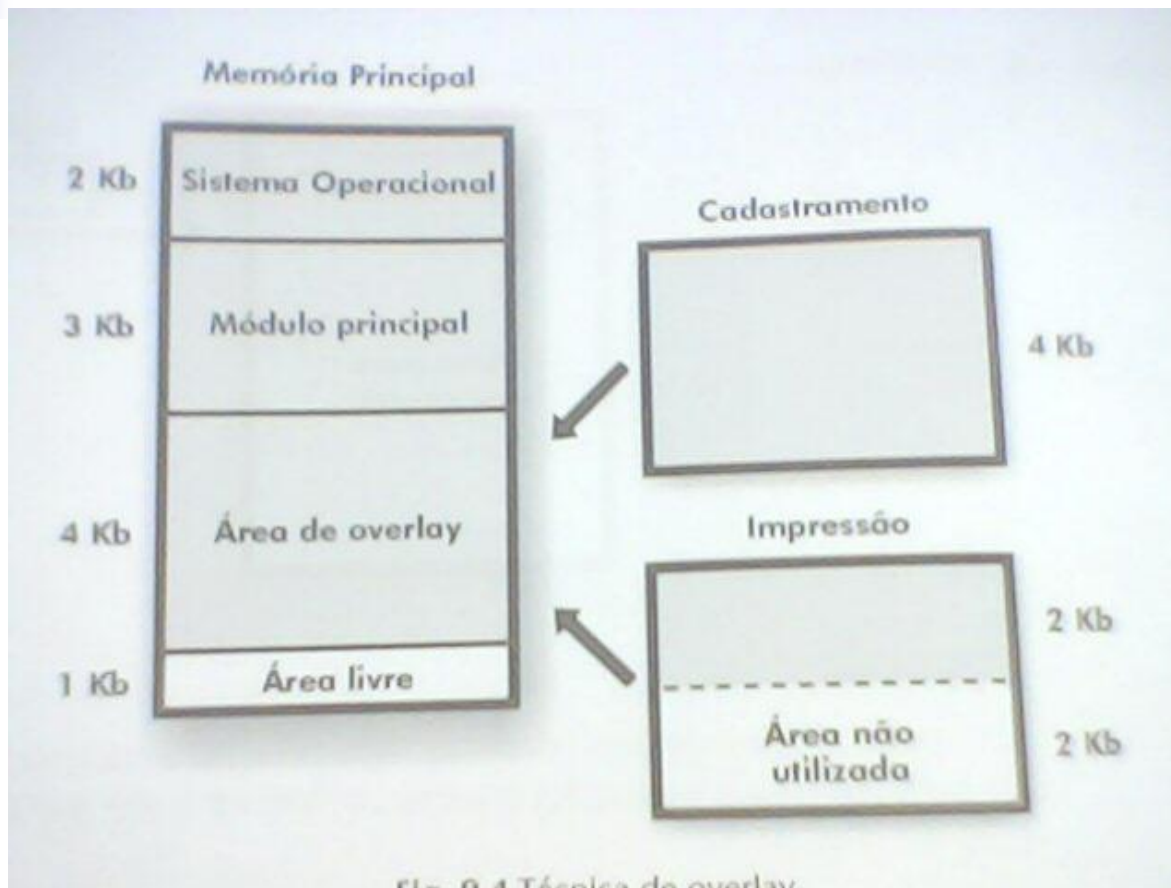 Memória Principal
2 Kb
Sistema Operacional
3 Kb
Módulo principal
4 Kb
Área de overlay
1 Kb
Área livre
Cadastramento
4 Kb
Impressão
2 Kb
Área não
utilizada
2 Kb
Técnica de overlay